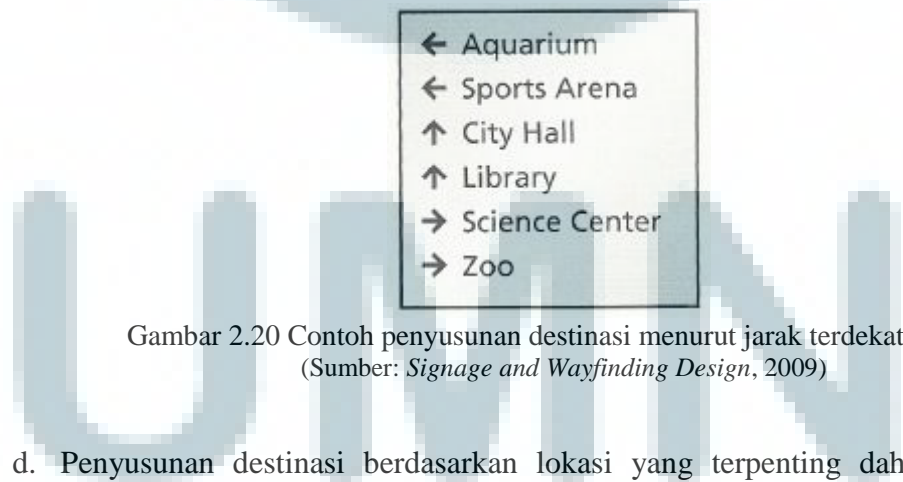 ← Aquarium
← Sports Arena
↑ City Hall
↑ Library
→ Science Center
→ Zoo
Gambar 2.20 Contoh penyusunan destinasi menurut jarak terdekat
(Sumber: Signage and Wayfinding Design, 2009)
UMN
d. Penyusunan destinasi berdasarkan lokasi yang terpenting